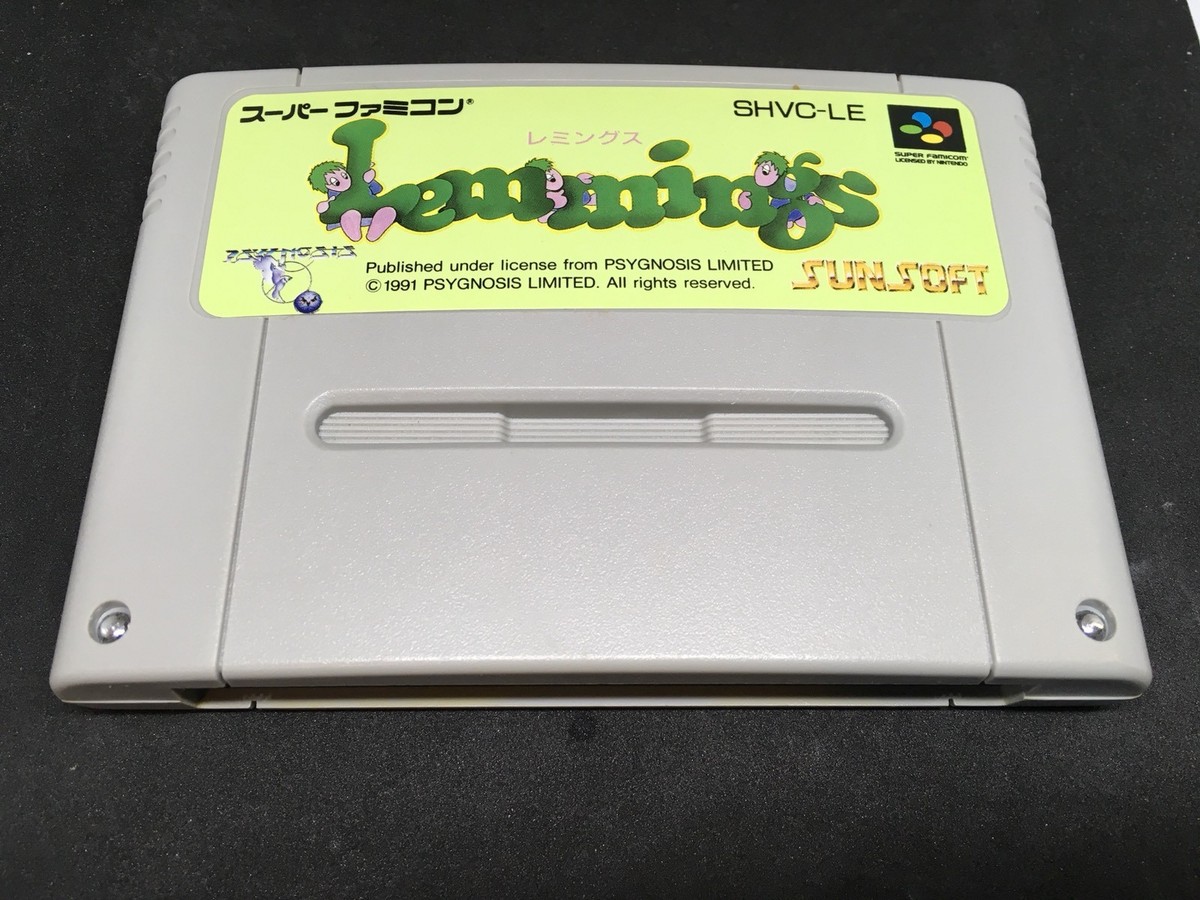 スーパーファミコン®
SHVC-LE
レミングス
Lemmings
SUPER FAMICOM
LICENSED BY NINTENDO
PSYGNOSIS
Published under license from PSYGNOSIS LIMITED
© 1991 PSYGNOSIS LIMITED. All rights reserved.
SUNSOFT